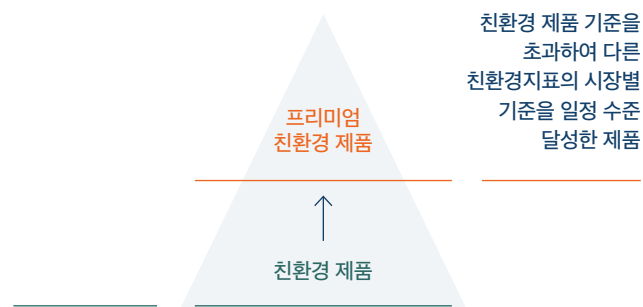 친환경 제품 기준을
초과하여 다른
친환경지표의 시장별
기준을 일정 수준
달성한 제품
프리미엄
친환경 제품
친환경 제품